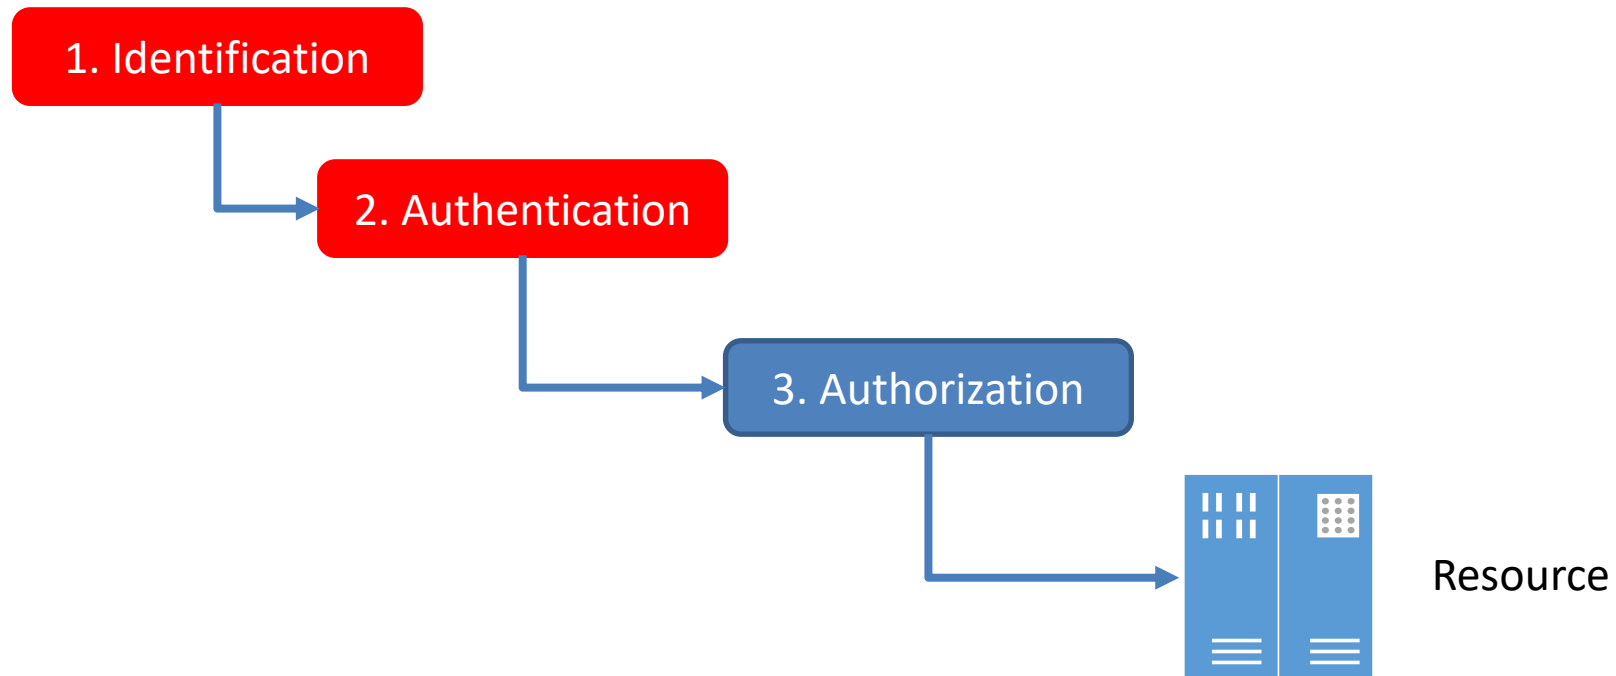 1. Identification
2. Authentication
3. Authorization
Resource